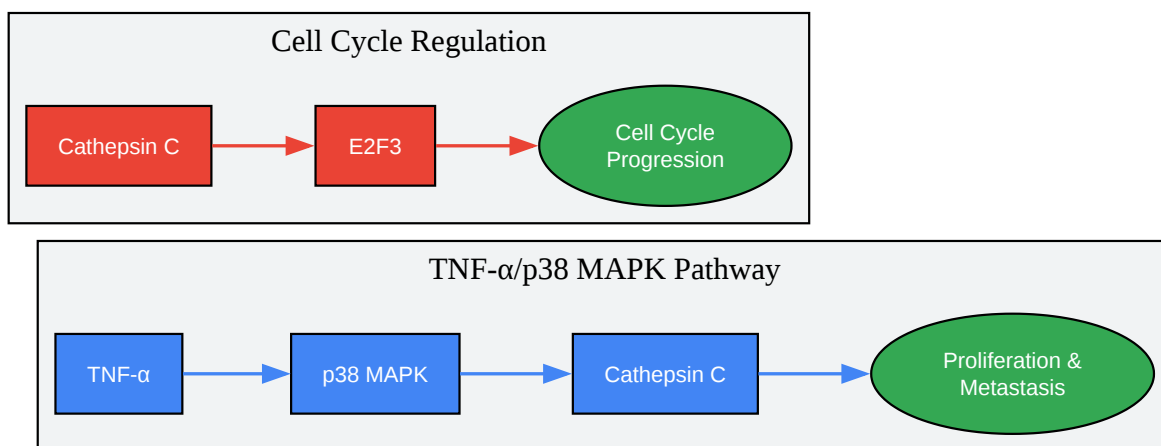 Cell Cycle Regulation
Cathepsin C
E2F3
Cell Cycle
Progression
TNF-α/p38 MAPK Pathway
TNF-α
p38 MAPK
Cathepsin C
Proliferation &
Metastasis